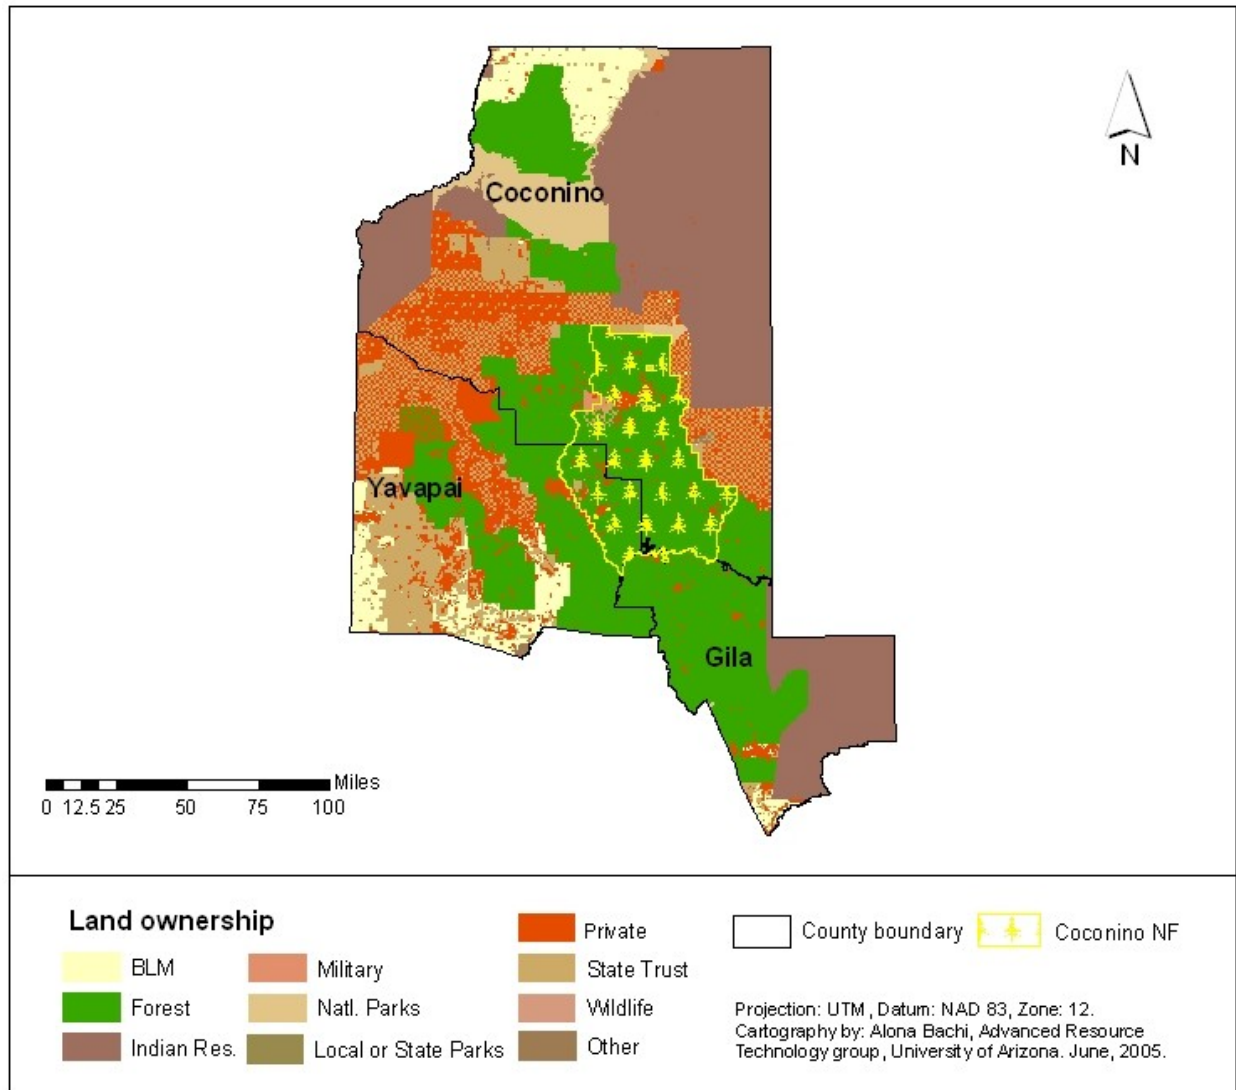 N
Coconino
Yavapai
Gila
Miles
0 12.5 25 50 75 100
Land ownership
BLM
Forest
Indian Res.
Military
Natl. Parks
Local or State Parks
Private
State Trust
Wildlife
Other
County boundary
Coconino NF
Projection: UTM, Datum: NAD 83, Zone: 12.
Cartography by: Alona Bachi, Advanced Resource
Technology group, University of Arizona. June, 2005.